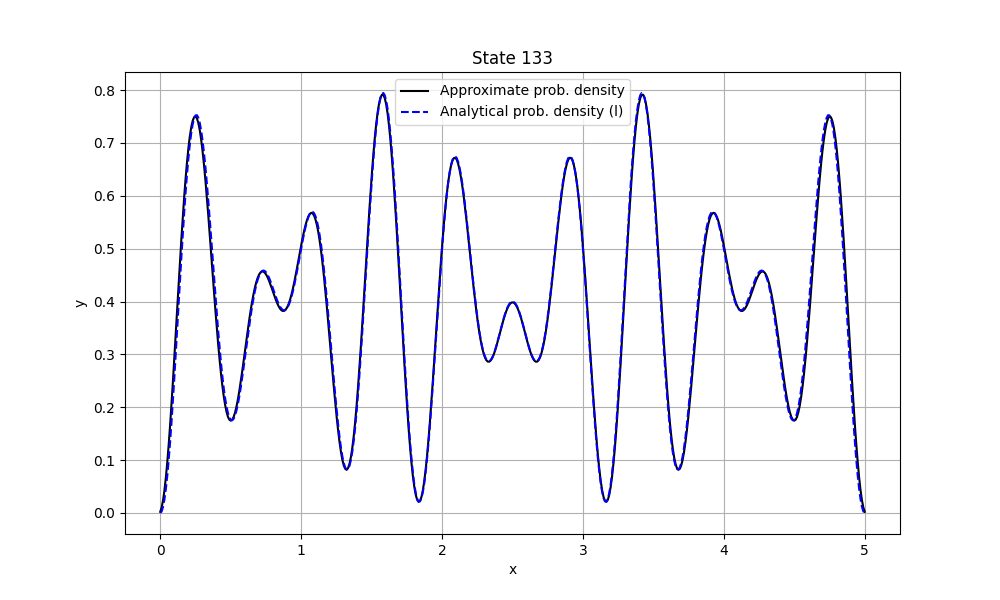 State 133
Approximate prob. density
Analytical prob. density (l)
y
0.8
0.7
0.6
0.5
0.4
0.3
0.2
0.1
0.0
0 1 2 3 4 5
x